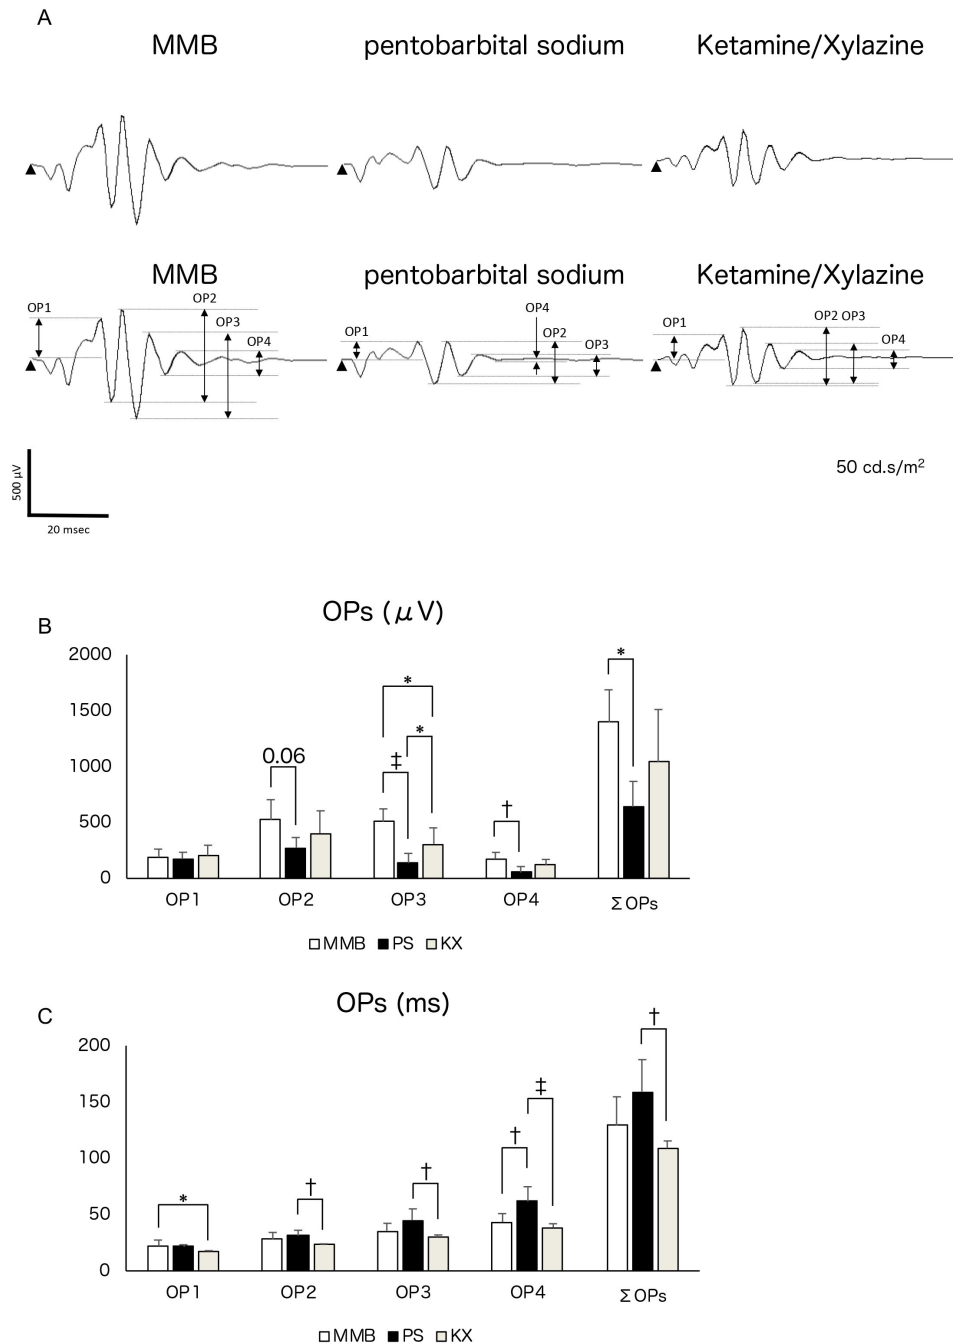 A
MMB pentobarbital sodium Ketamine/Xylazine
MMB pentobarbital sodium Ketamine/Xylazine
OP1 OP2 OP3 OP4
OP1 OP4 OP2 OP3
OP1 OP2 OP3 OP4
500 μV
20 msec
50 cd.s/m²
B
OPs (μV)
2000
1500
1000
500
0
0.06
‡
*
*
†
*
OP1 OP2 OP3 OP4 ΣOPs
MMB PS KX
C
OPs (ms)
200
150
100
50
0
*
†
†
†
‡
†
OP1 OP2 OP3 OP4 ΣOPs
MMB PS KX